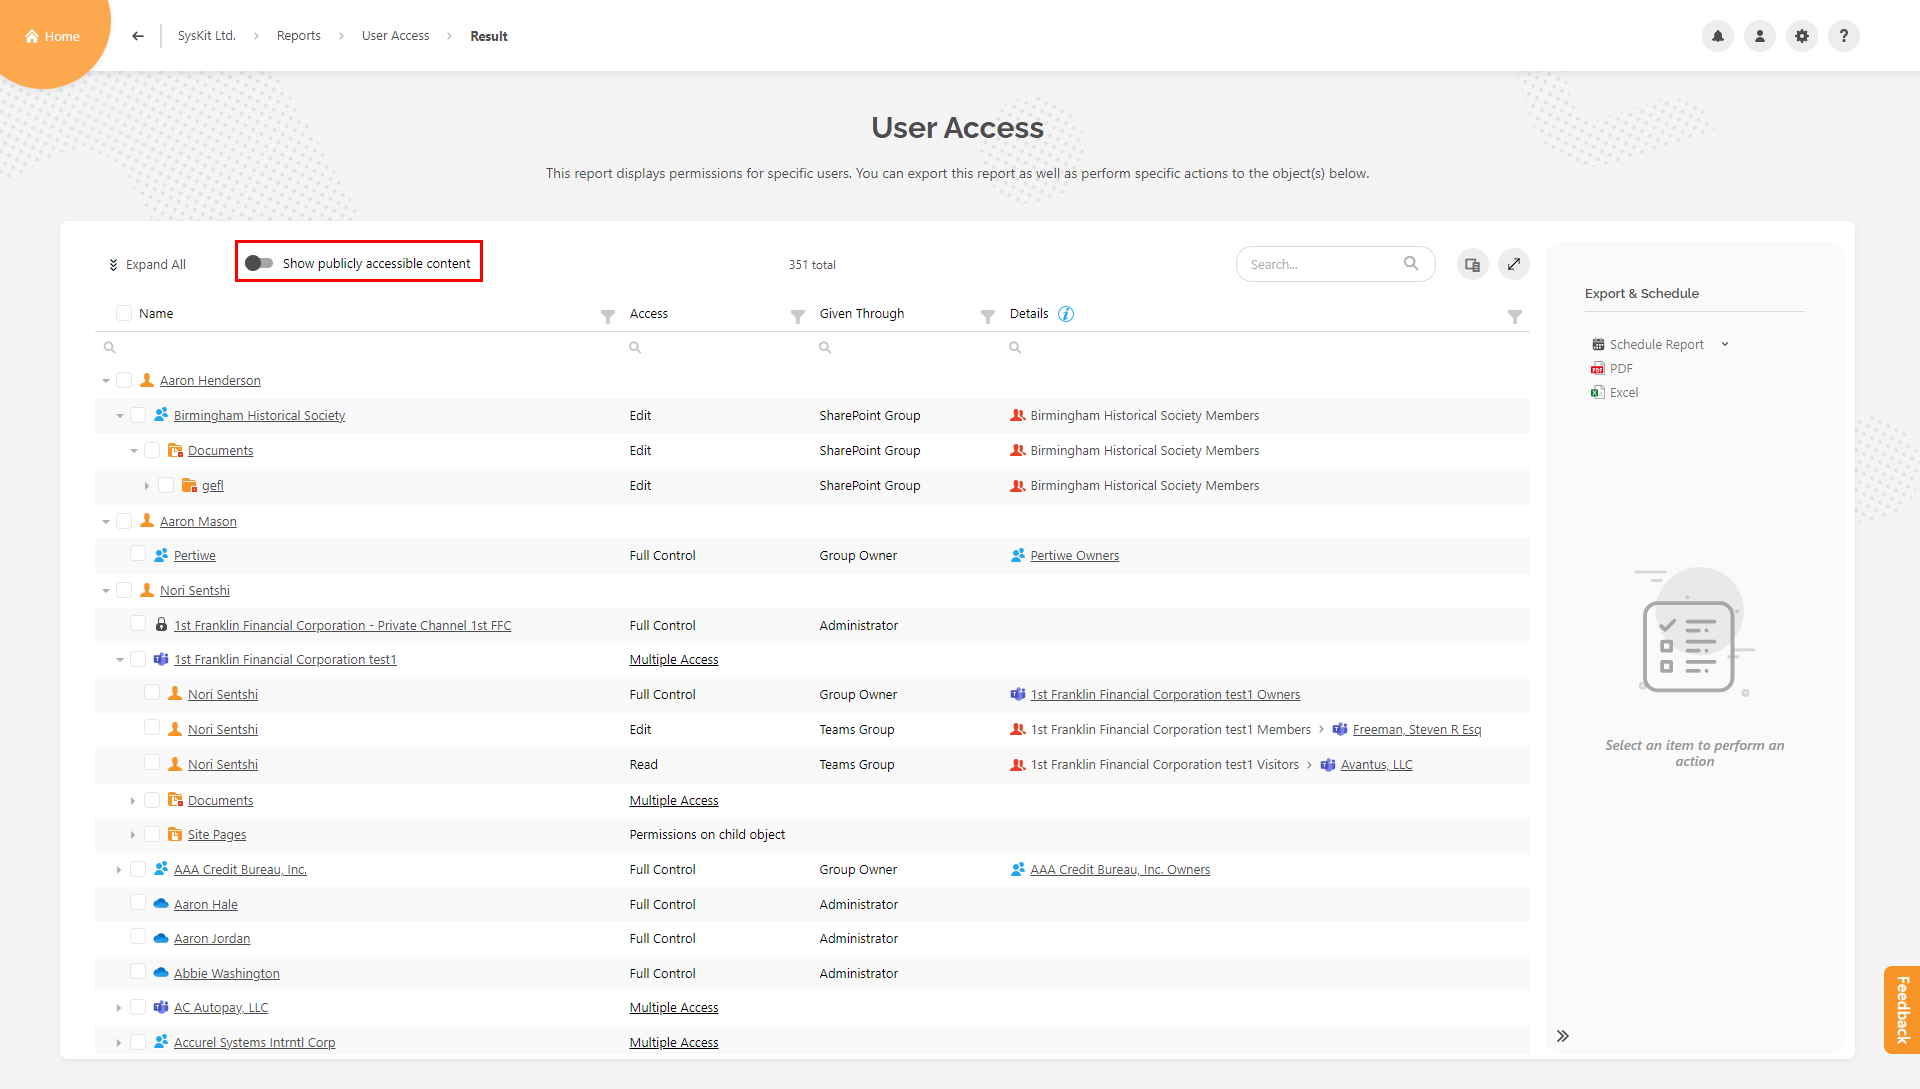 Home
SysKit Ltd. > Reports > User Access > Result
?
User Access
This report displays permissions for specific users. You can export this report as well as perform specific actions to the object(s) below.
Expand All
Show publicly accessible content
351 total
Search...
Name Access Given Through Details i
Aaron Henderson
Birmingham Historical Society Edit SharePoint Group Birmingham Historical Society Members
Documents Edit SharePoint Group Birmingham Historical Society Members
gefl Edit SharePoint Group Birmingham Historical Society Members
Aaron Mason
Pertiwe Full Control Group Owner Pertiwe Owners
Nori Sentshi
1st Franklin Financial Corporation - Private Channel 1st FFC Full Control Administrator
1st Franklin Financial Corporation test1 Multiple Access
Nori Sentshi Full Control Group Owner 1st Franklin Financial Corporation test1 Owners
Nori Sentshi Edit Teams Group 1st Franklin Financial Corporation test1 Members > Freeman, Steven R Esq
Nori Sentshi Read Teams Group 1st Franklin Financial Corporation test1 Visitors > Avantus, LLC
Documents Multiple Access
Site Pages Permissions on child object
AAA Credit Bureau, Inc. Full Control Group Owner AAA Credit Bureau, Inc. Owners
Aaron Hale Full Control Administrator
Aaron Jordan Full Control Administrator
Abbie Washington Full Control Administrator
AC Autopay, LLC Multiple Access
Accurel Systems Intrntl Corp Multiple Access
Export & Schedule
Schedule Report
PDF
Excel
Select an item to perform an
action
Feedback